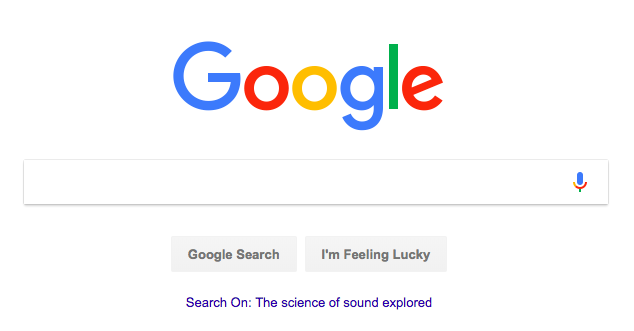 Google
Google Search
I'm Feeling Lucky
Search On: The science of sound explored